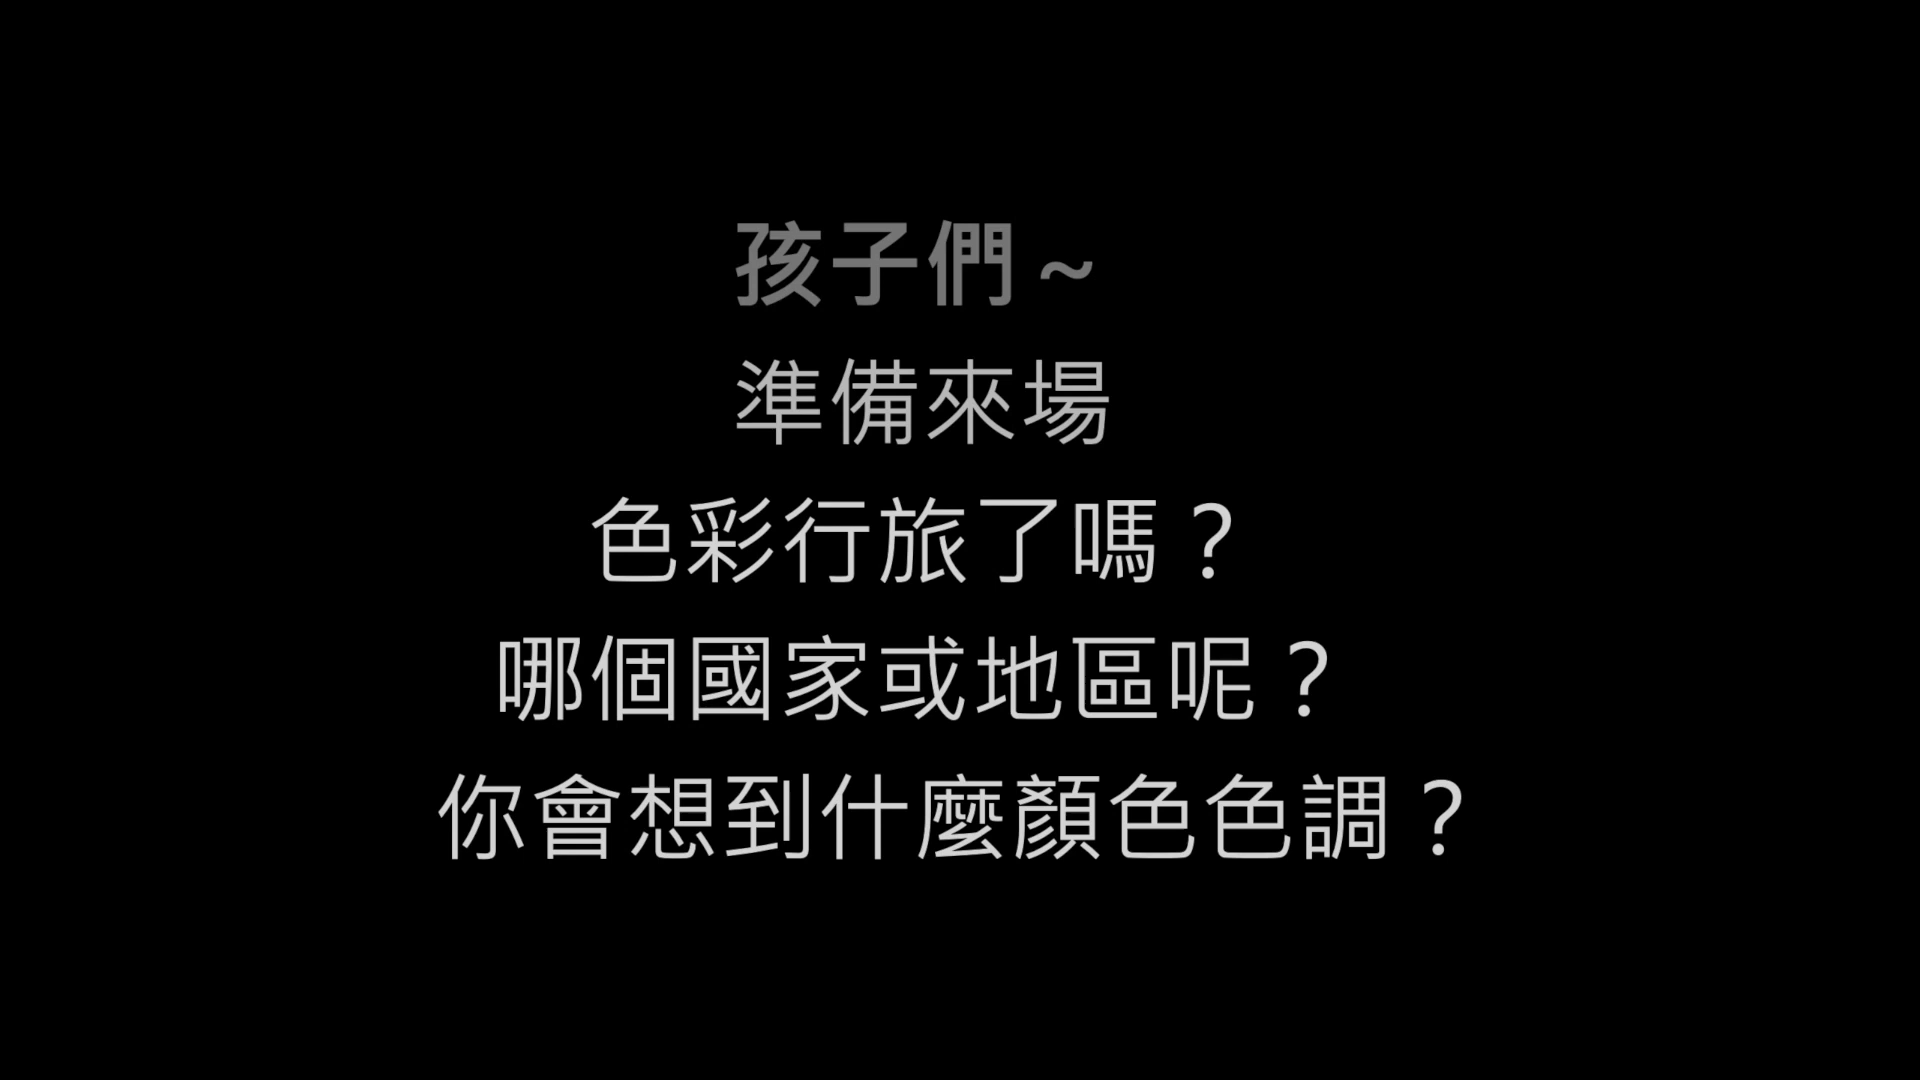 孩子們~
準備來場
色彩行旅了嗎？
哪個國家或地區呢？
你會想到什麼顏色色調？